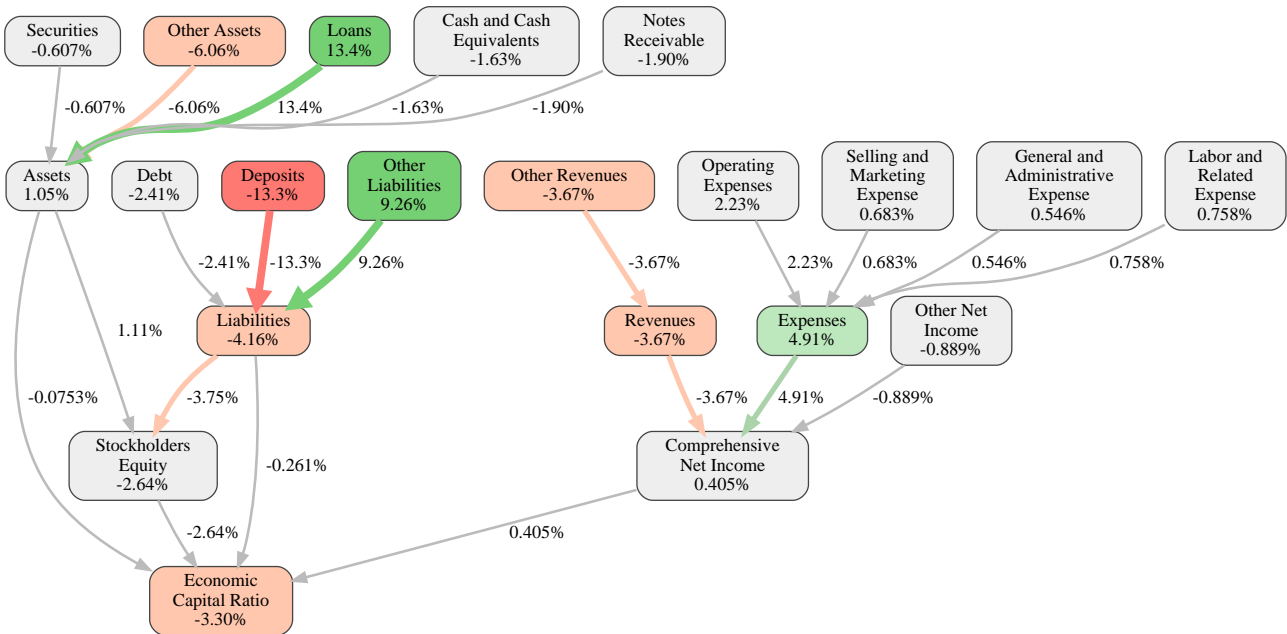 Securities
-0.607%
Other Assets
-6.06%
Loans
13.4%
Cash and Cash
Equivalents
-1.63%
Notes
Receivable
-1.90%
-0.607%
-6.06%
13.4%
-1.63%
-1.90%
Assets
1.05%
Debt
-2.41%
Deposits
-13.3%
Other
Liabilities
9.26%
Other Revenues
-3.67%
Operating
Expenses
2.23%
Selling and
Marketing
Expense
0.683%
General and
Administrative
Expense
0.546%
Labor and
Related
Expense
0.758%
-2.41%
-13.3%
9.26%
-3.67%
2.23%
0.683%
0.546%
0.758%
Liabilities
-4.16%
Revenues
-3.67%
Expenses
4.91%
Other Net
Income
-0.889%
1.11%
-0.0753%
-3.75%
-3.67%
4.91%
-0.889%
Stockholders
Equity
-2.64%
-0.261%
Comprehensive
Net Income
0.405%
-2.64%
0.405%
Economic
Capital Ratio
-3.30%